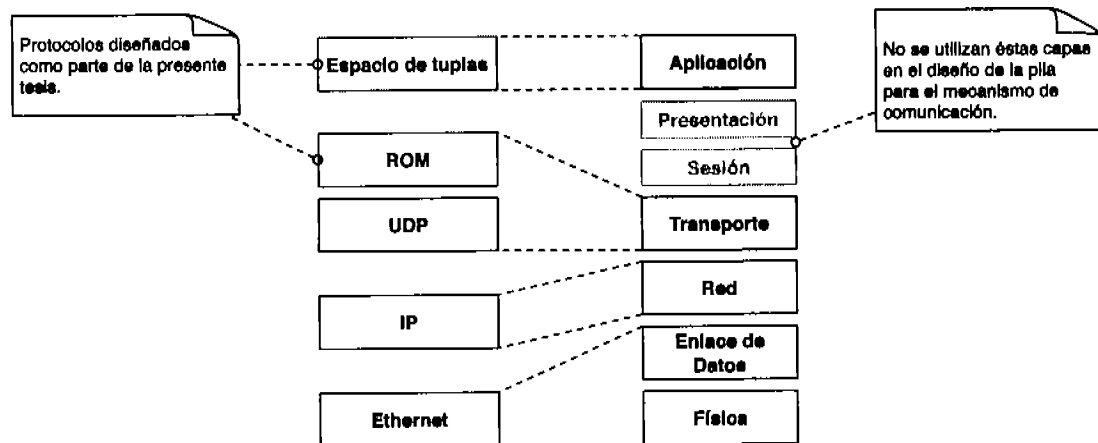 Protocolos diseñados
como parte de la presente
tesis.
Espacio de tuplas
ROM
UDP
IP
Ethernet
Aplicación
Presentación
Sesión
Transporte
Red
Enlace de
Datos
Física
No se utilizan éstas capas
en el diseño de la pila
para el mecanismo de
comunicación.